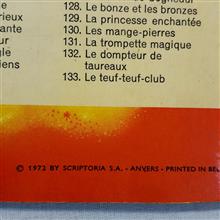 128. Le bonze et les bronzes
rieux 129. La princesse enchantée
ante 130. Les mange-pierres
ur 131. La trompette magique
gle 132. Le dompteur de
iens taureaux
133. Le teuf-teuf-club
© 1972 BY SCRIPTORIA S.A. - ANVERS - PRINTED IN BEL